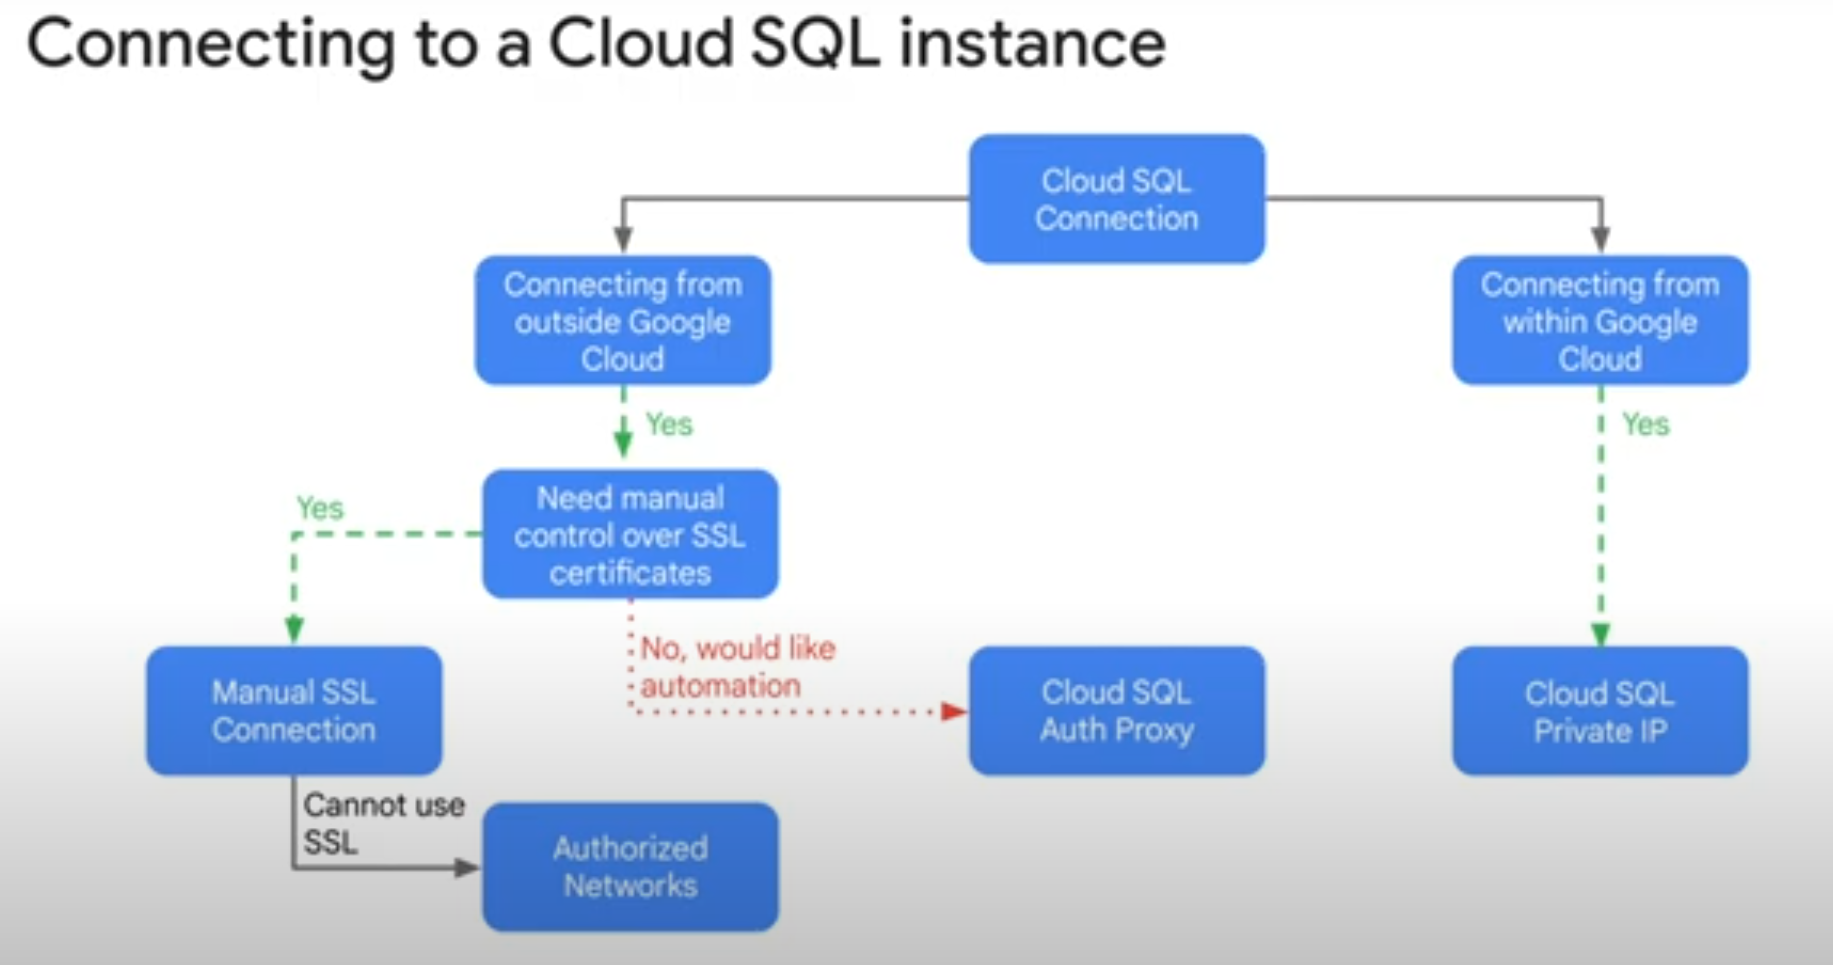 Connecting to a Cloud SQL instance
Cloud SQL
Connection
Connecting from
outside Google
Cloud
Connecting from
within Google
Cloud
Yes
Yes
Need manual
control over SSL
certificates
Yes
No, would like
automation
Manual SSL
Connection
Cloud SQL
Auth Proxy
Cloud SQL
Private IP
Cannot use
SSL
Authorized
Networks